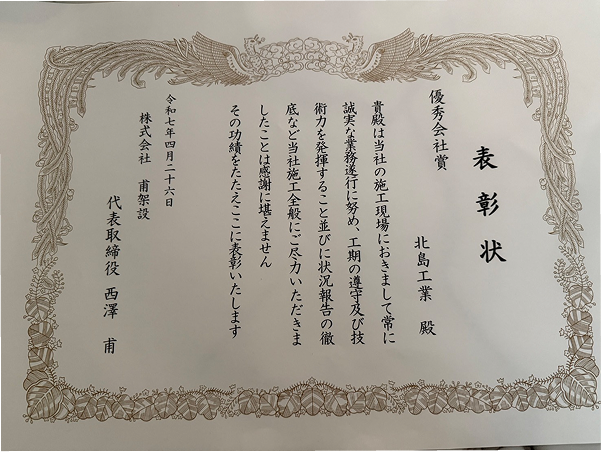 表彰状
優秀会社賞
北島工業 殿
貴殿は当社の施工現場におきまして常に
誠実な業務遂行に努め、工期の遵守及び技
術力を発揮すること並びに状況報告の徹
底など当社施工全般にご尽力いただきま
したことは感謝に堪えません
その功績をたたえここに表彰いたします
令和七年四月二十六日
株式会社 甫架設
代表取締役 西澤 甫